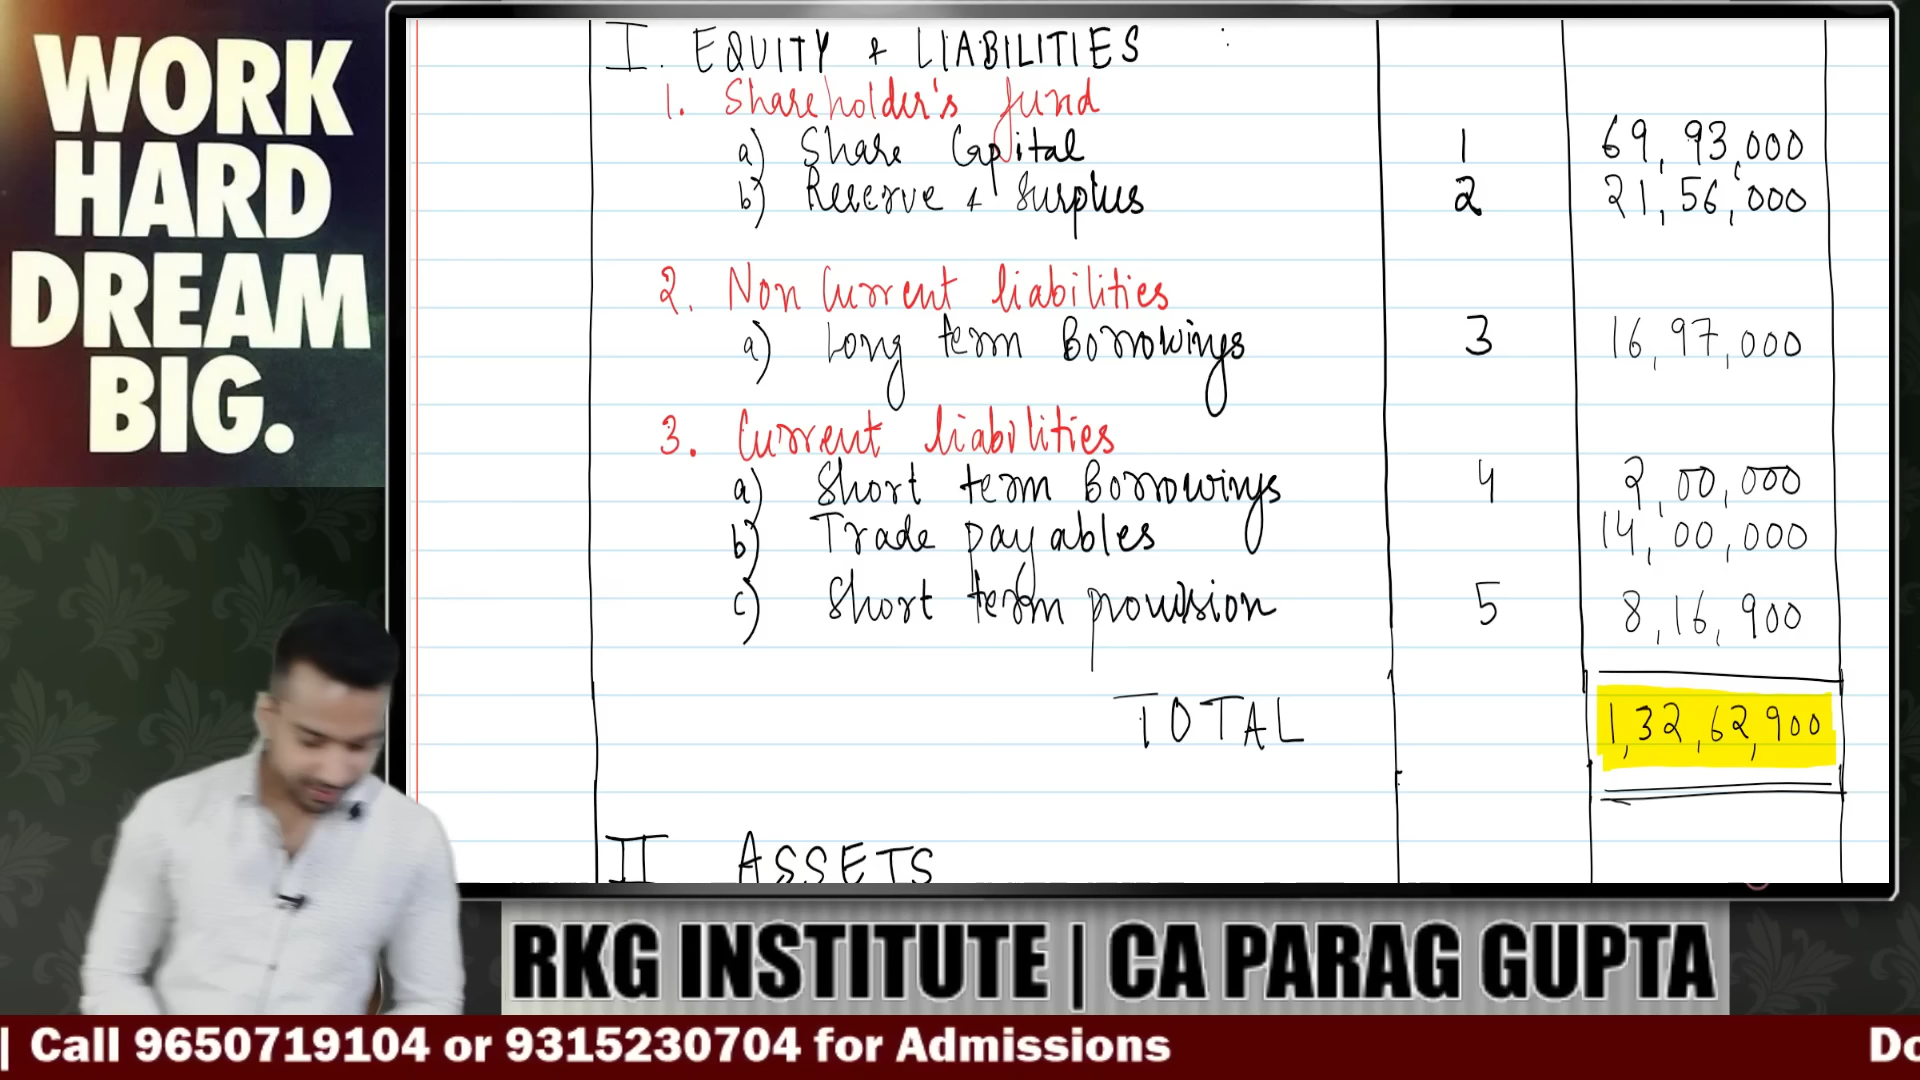 WORK
HARD
DREAM
BIG.
I. EQUITY & LIABILITIES :
1. Shareholder's fund
a) Share Capital 1 69,93,000
b) Reserve & Surplus 2 21,56,000
2. Non Current liabilities
a) Long term Borrowings 3 16,97,000
3. Current liabilities
a) Short term Borrowings 4 2,00,000
b) Trade payables 14,00,000
c) Short term provision 5 8,16,900
TOTAL 1,32,62,900
II ASSETS
RKG INSTITUTE | CA PARAG GUPTA
| Call 9650719104 or 9315230704 for Admissions Do